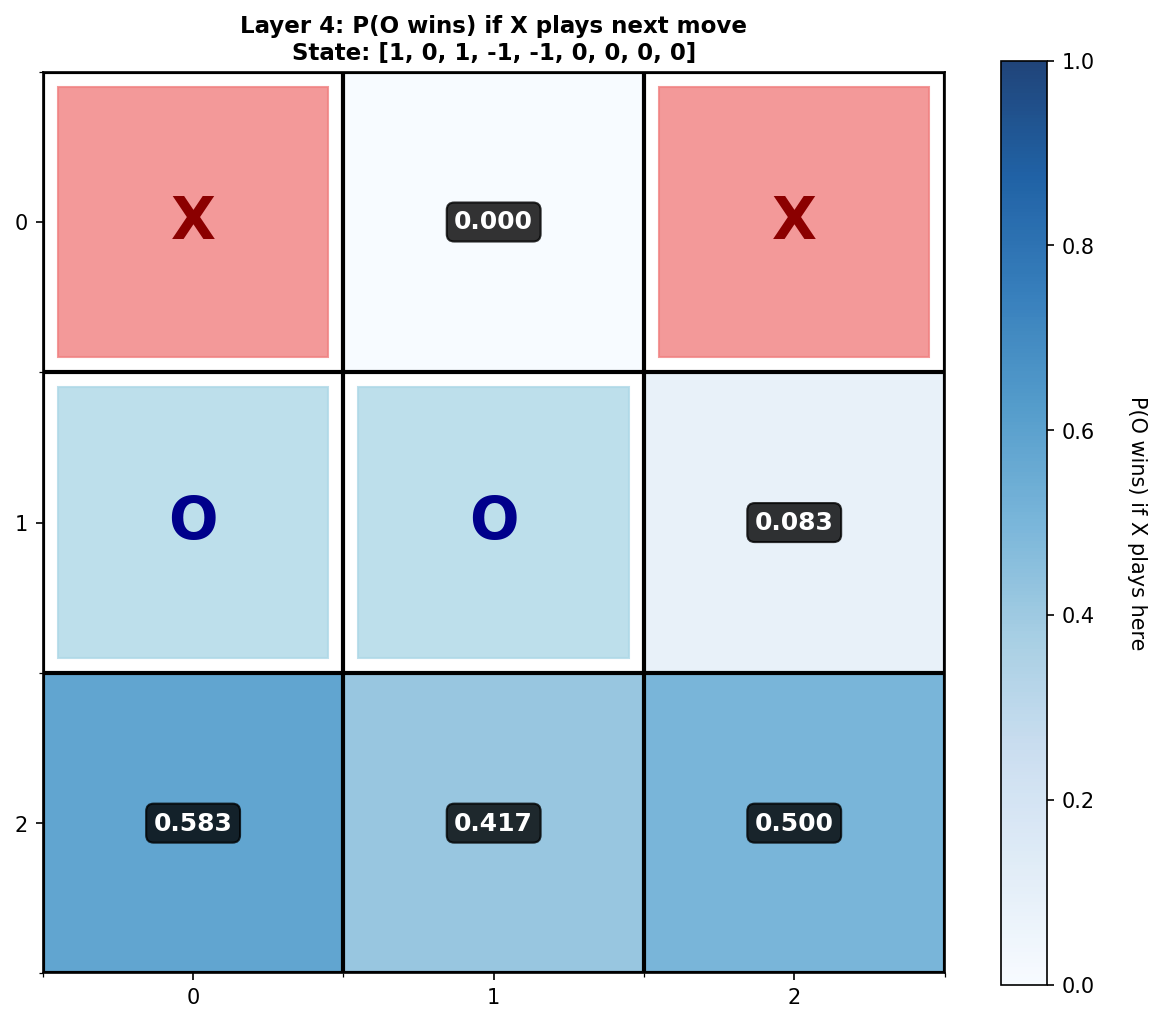 Layer 4: P(O wins) if X plays next move
State: [1, 0, 1, -1, -1, 0, 0, 0, 0]
0
X
0.000
X
1
O
O
0.083
2
0.583
0.417
0.500
0
1
2
1.0
0.8
0.6
0.4
0.2
0.0
P(O wins) if X plays here